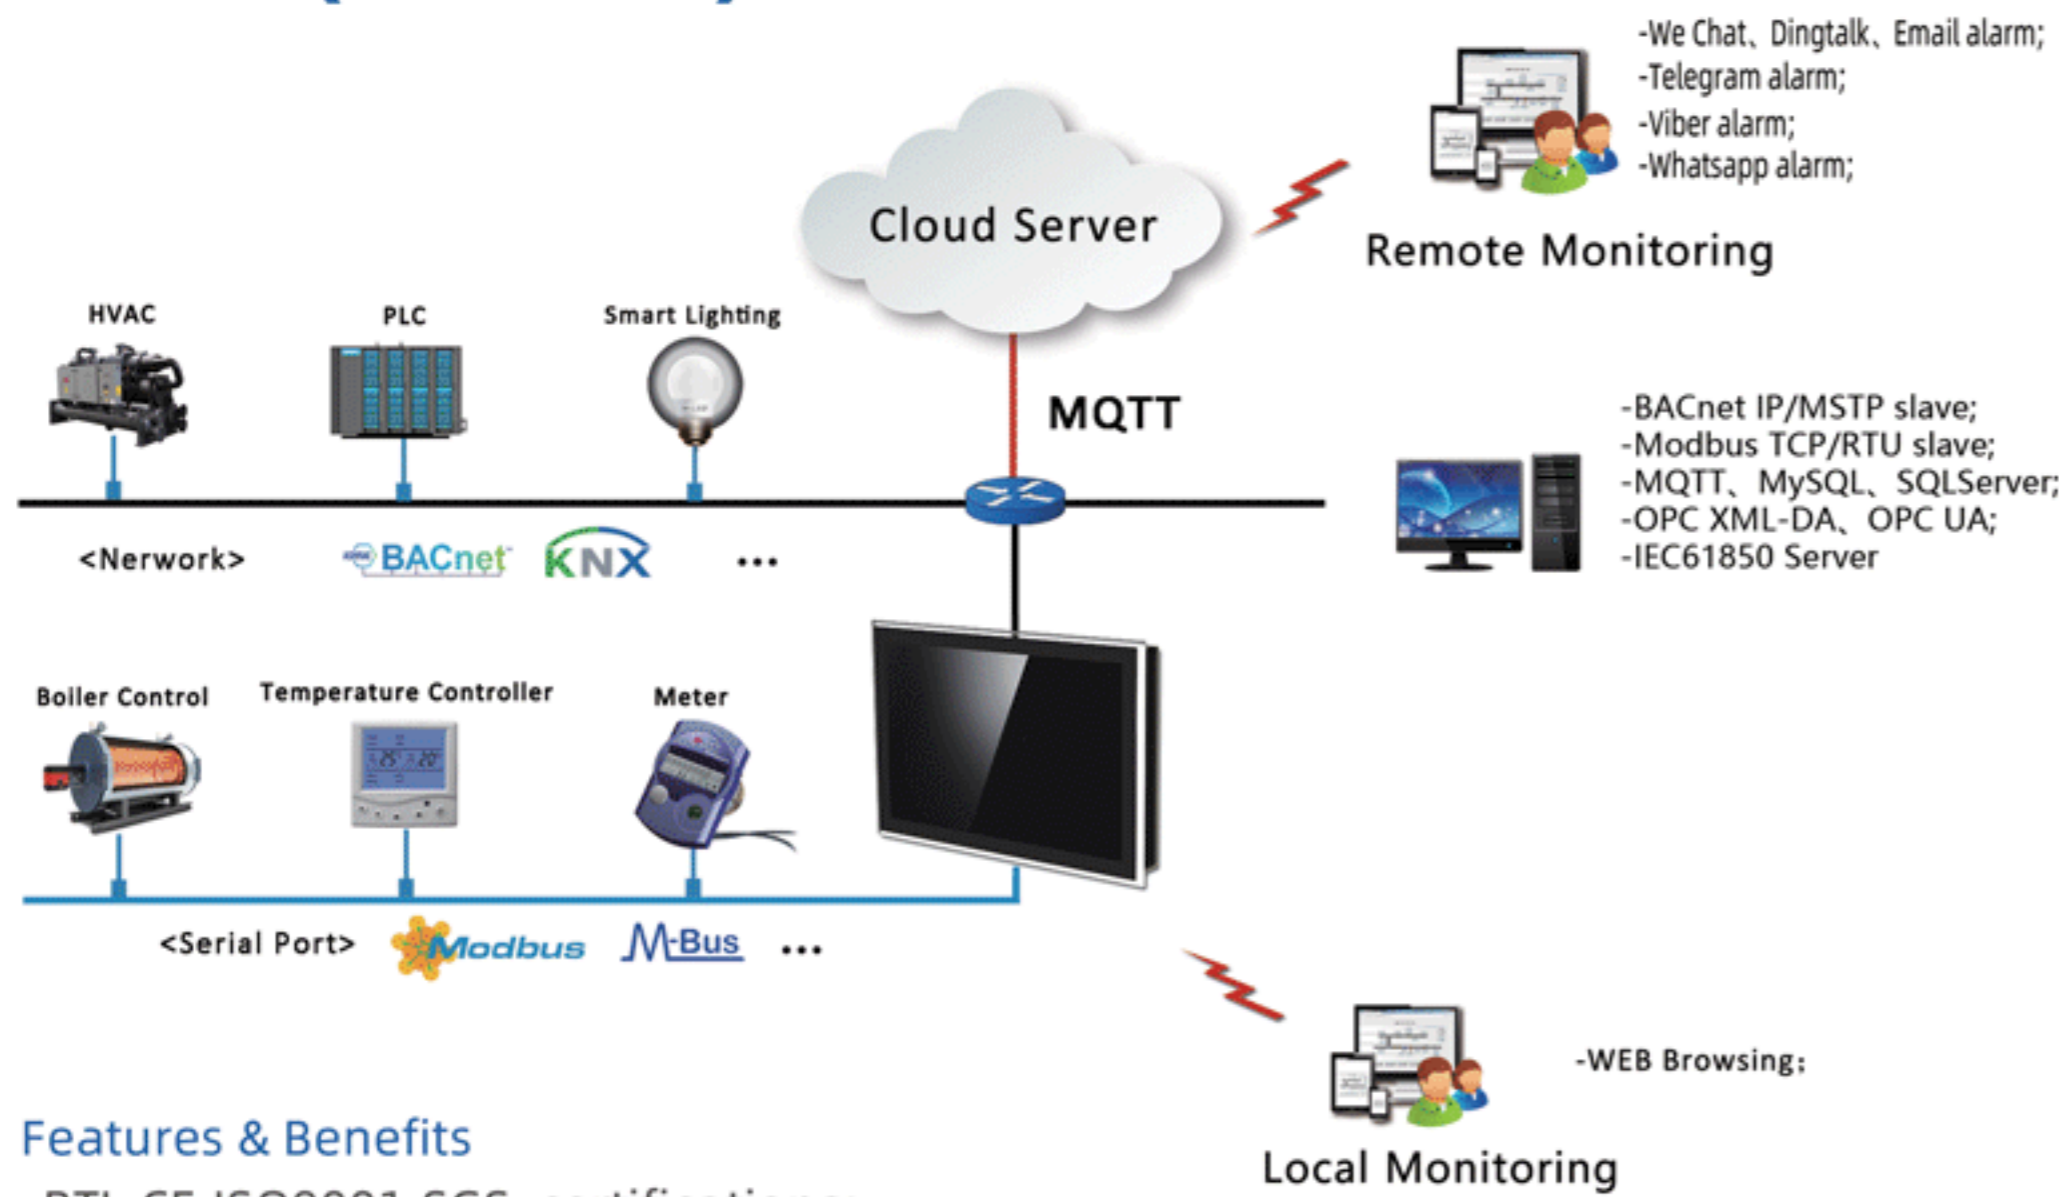 -We Chat、Dingtalk、Email alarm;
-Telegram alarm;
-Viber alarm;
-Whatsapp alarm;
Cloud Server
Remote Monitoring
HVAC
PLC
Smart Lighting
MQTT
-BACnet IP/MSTP slave;
-Modbus TCP/RTU slave;
-MQTT、MySQL、SQLServer;
-OPC XML-DA、OPC UA;
-IEC61850 Server
<Nerwork>
BACnet
KNX
...
Boiler Control
Temperature Controller
Meter
25°
20°
<Serial Port>
Modbus
M-Bus
...
-WEB Browsing;
Local Monitoring
Features & Benefits